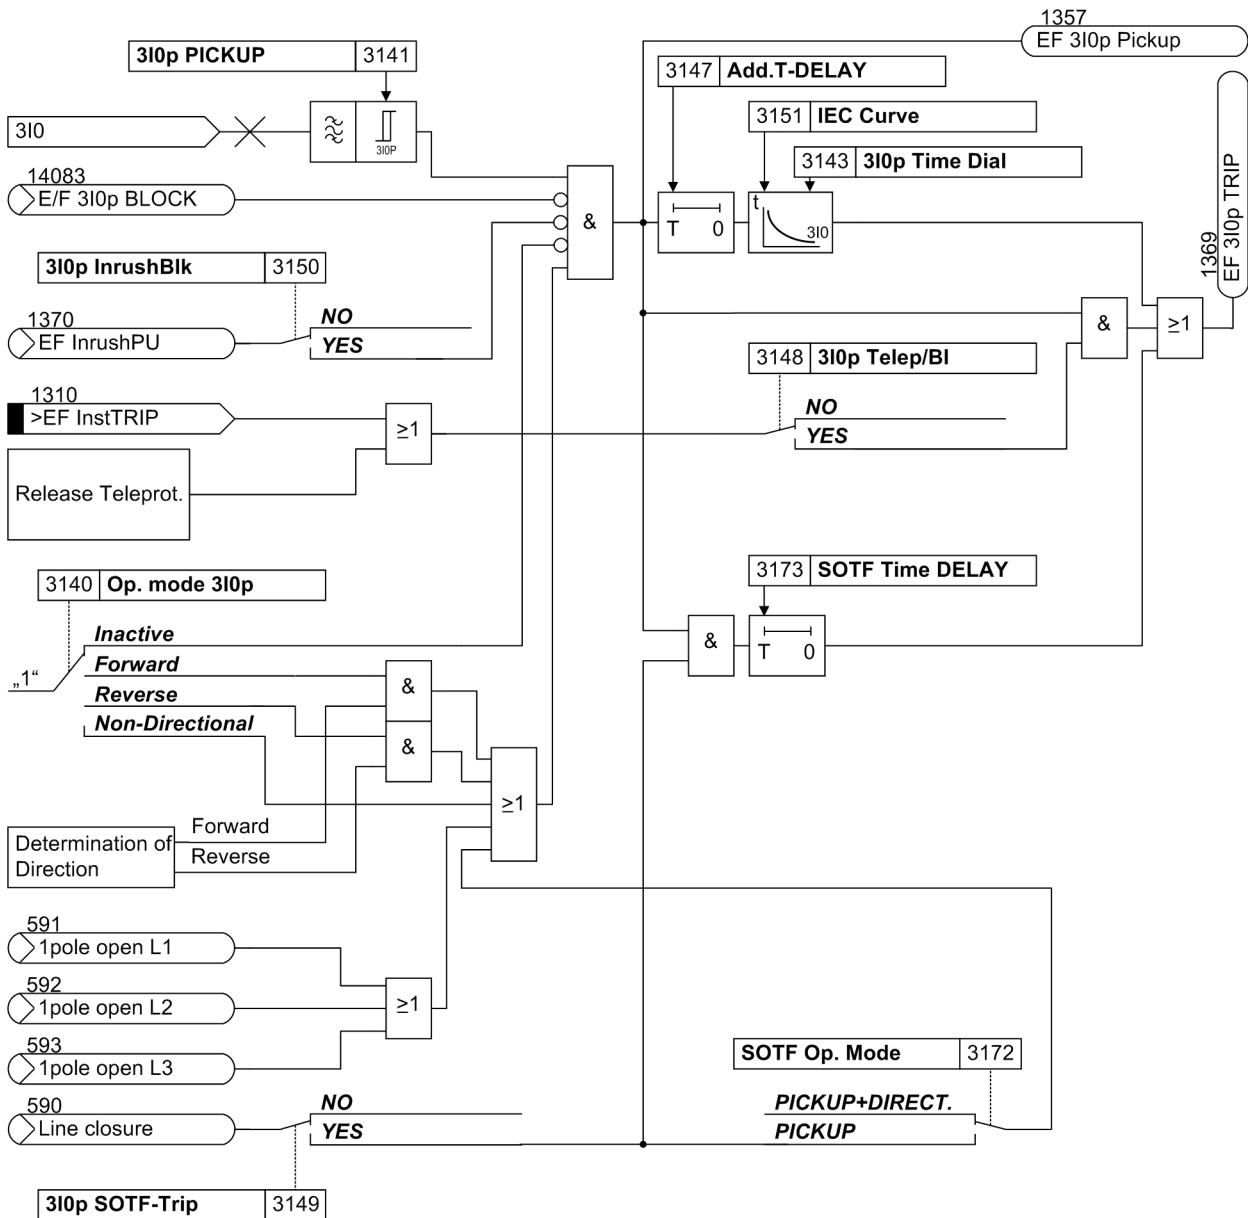 1357
EF 3I0p Pickup
3I0p PICKUP 3141
3147 Add.T-DELAY
3151 IEC Curve
3I0
3I0P
3143 3I0p Time Dial
14083
E/F 3I0p BLOCK
&
T 0
t
3I0
1369
EF 3I0p TRIP
3I0p InrushBlk 3150
1370
EF InrushPU
NO
YES
&
≥1
3148 3I0p Telep/BI
1310
>EF InstTRIP
≥1
NO
YES
Release Teleprot.
3140 Op. mode 3I0p
3173 SOTF Time DELAY
„1“
Inactive
Forward
Reverse
Non-Directional
&
&
&
T 0
≥1
Determination of
Direction
Forward
Reverse
591
1pole open L1
592
1pole open L2
≥1
593
1pole open L3
SOTF Op. Mode 3172
590
Line closure
NO
YES
PICKUP+DIRECT.
PICKUP
3I0p SOTF-Trip 3149